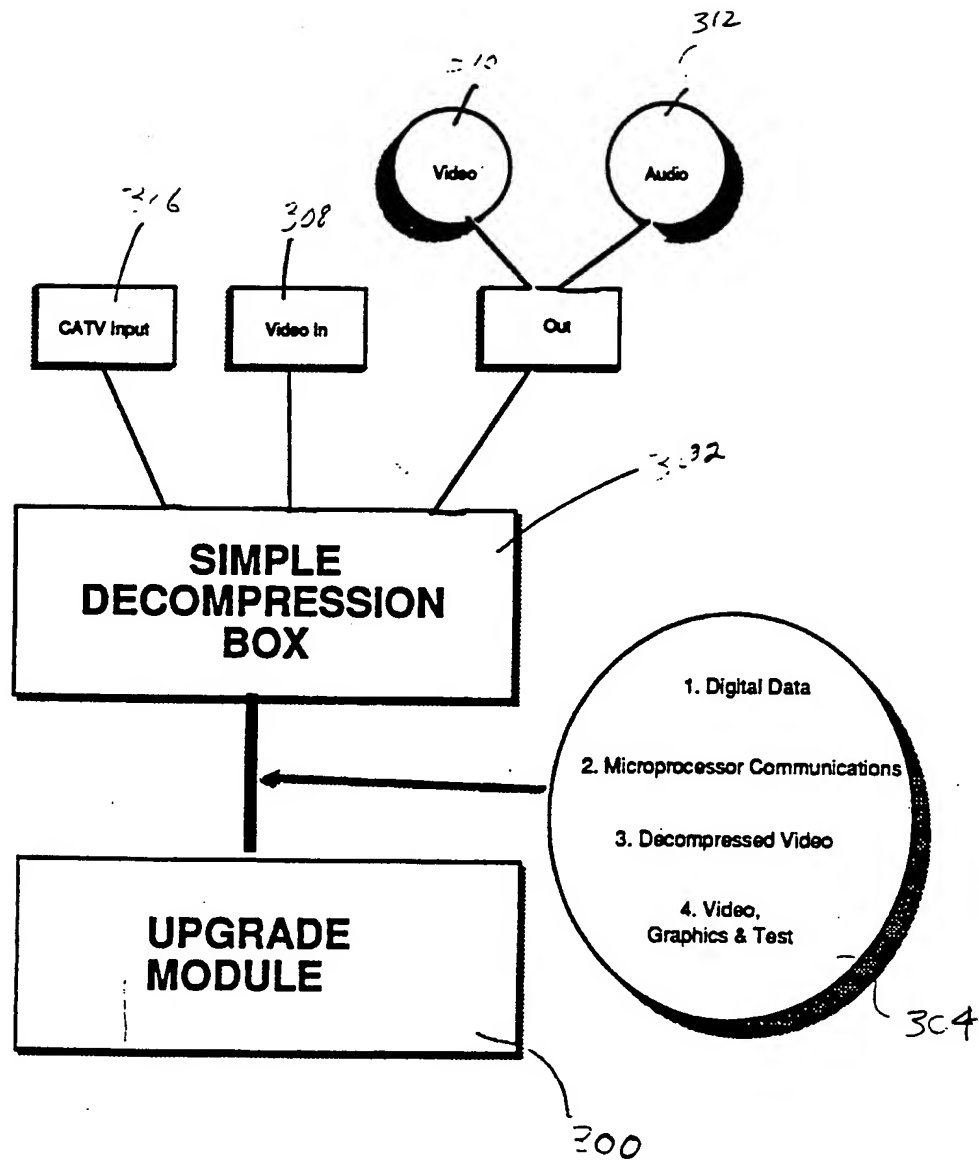 312
308
Video
Audio
CATV Input
Video In
Out
SIMPLE
DECOMPRESSION
BOX
1. Digital Data
2. Microprocessor Communications
3. Decompressed Video
4. Video,
Graphics & Test
UPGRADE
MODULE
304
300